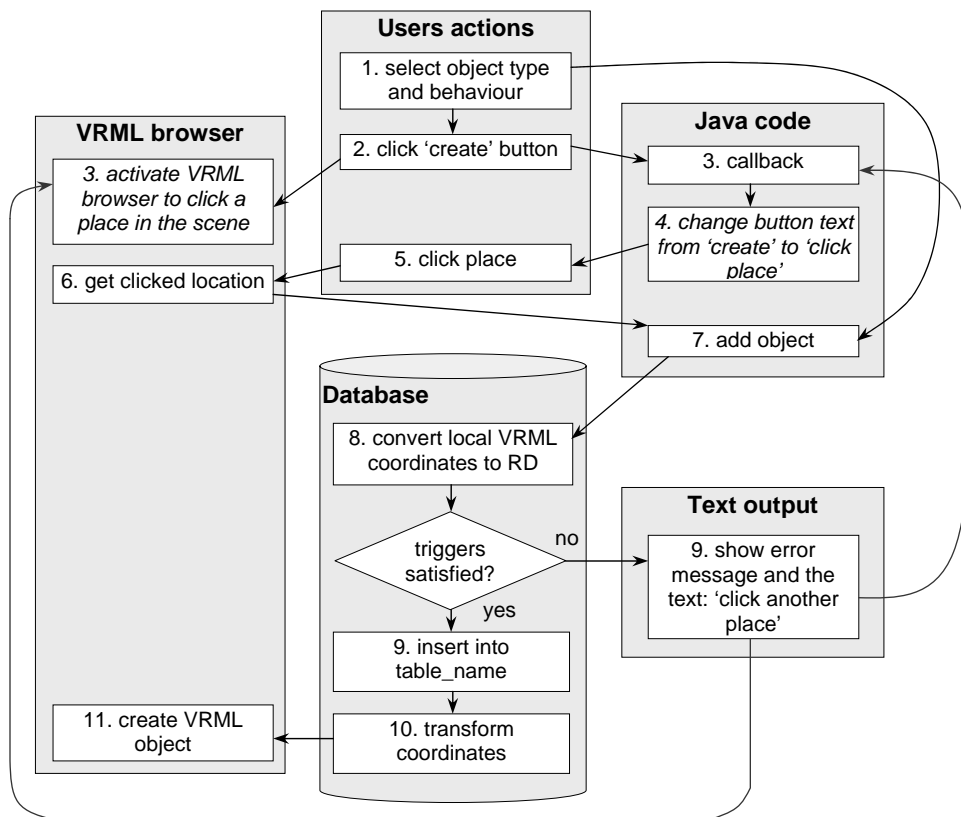 Users actions
1. select object type
and behaviour
2. click ‘create’ button
5. click place
VRML browser
3. activate VRML
browser to click a
place in the scene
6. get clicked location
11. create VRML
object
Java code
3. callback
4. change button text
from ‘create’ to ‘click
place’
7. add object
Database
8. convert local VRML
coordinates to RD
triggers
satisfied?
no
yes
9. insert into
table_name
10. transform
coordinates
Text output
9. show error
message and the
text: ‘click another
place’